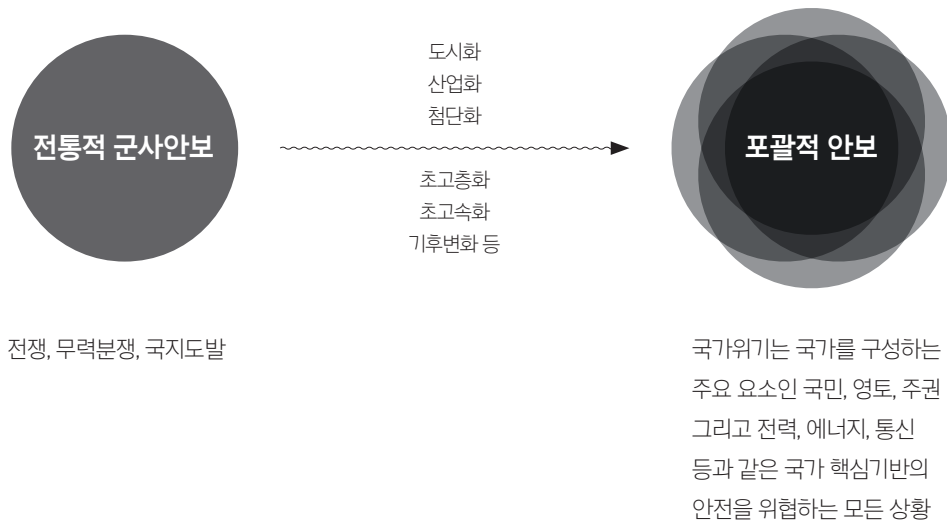 도시화
산업화
첨단화
전통적 군사안보
포괄적 안보
초고층화
초고속화
기후변화 등
전쟁, 무력분쟁, 국지도발
국가위기는 국가를 구성하는
주요 요소인 국민, 영토, 주권
그리고 전력, 에너지, 통신
등과 같은 국가 핵심기반의
안전을 위협하는 모든 상황